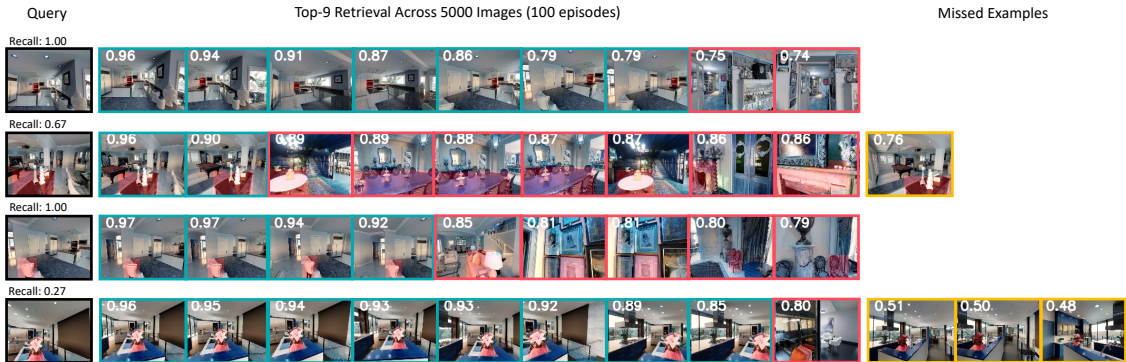 Query Top-9 Retrieval Across 5000 Images (100 episodes) Missed Examples
Recall: 1.00
0.96 0.94 0.91 0.87 0.86 0.79 0.79 0.75 0.74
Recall: 0.67
0.96 0.90 0.89 0.89 0.88 0.87 0.87 0.86 0.86 0.76
Recall: 1.00
0.97 0.97 0.94 0.92 0.85 0.81 0.81 0.80 0.79
Recall: 0.27
0.96 0.95 0.94 0.93 0.93 0.92 0.89 0.85 0.80 0.51 0.50 0.48